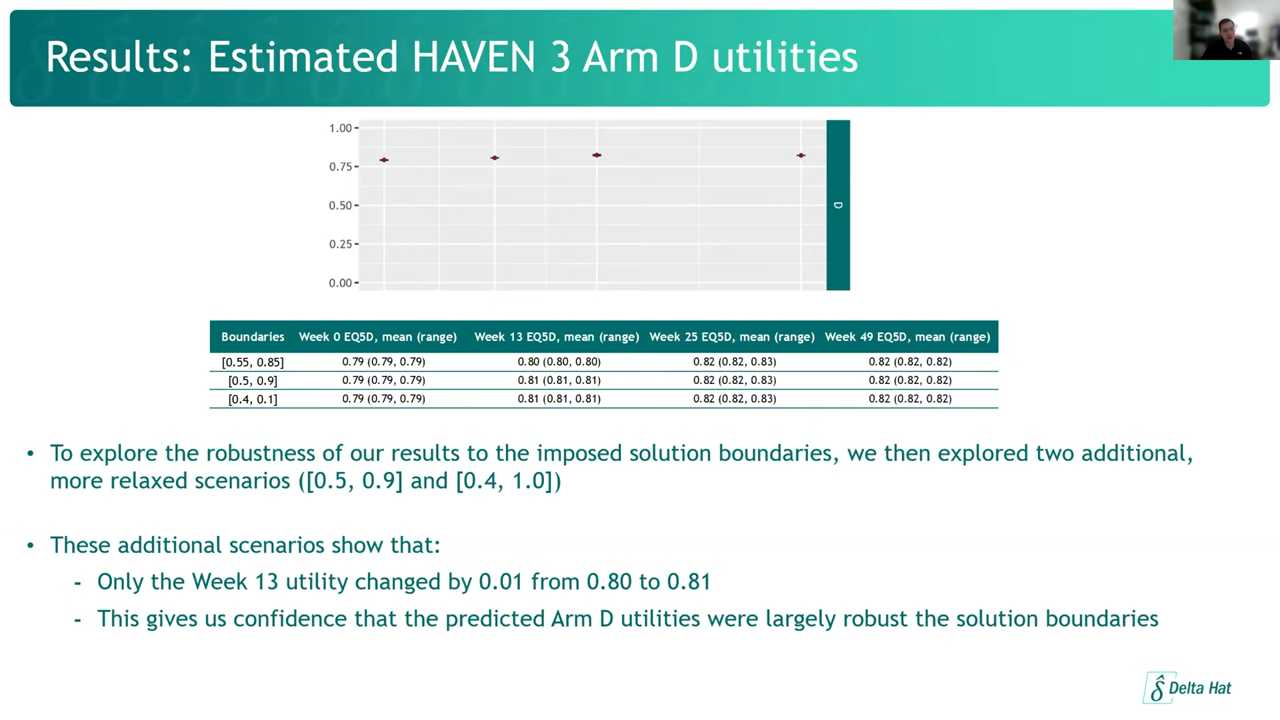 Results: Estimated HAVEN 3 Arm D utilities
1.00
0.75
0.50
0.25
0.00
D
Boundaries Week 0 EQ5D, mean (range) Week 13 EQ5D, mean (range) Week 25 EQ5D, mean (range) Week 49 EQ5D, mean (range)
[0.55, 0.85] 0.79 (0.79, 0.79) 0.80 (0.80, 0.80) 0.82 (0.82, 0.83) 0.82 (0.82, 0.82)
[0.5, 0.9] 0.79 (0.79, 0.79) 0.81 (0.81, 0.81) 0.82 (0.82, 0.83) 0.82 (0.82, 0.82)
[0.4, 0.1] 0.79 (0.79, 0.79) 0.81 (0.81, 0.81) 0.82 (0.82, 0.83) 0.82 (0.82, 0.82)
• To explore the robustness of our results to the imposed solution boundaries, we then explored two additional,
more relaxed scenarios ([0.5, 0.9] and [0.4, 1.0])
• These additional scenarios show that:
- Only the Week 13 utility changed by 0.01 from 0.80 to 0.81
- This gives us confidence that the predicted Arm D utilities were largely robust the solution boundaries
δ̂ Delta Hat